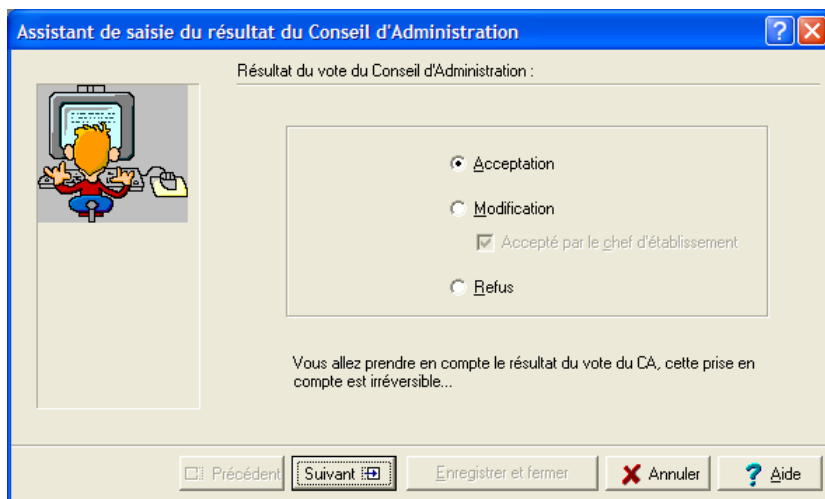 Assistant de saisie du résultat du Conseil d'Administration
Résultat du vote du Conseil d'Administration :
Acceptation
Modification
Accepté par le chef d'établissement
Refus
Vous allez prendre en compte le résultat du vote du CA, cette prise en
compte est irréversible...
Précédent Suivant Enregistrer et fermer Annuler ? Aide